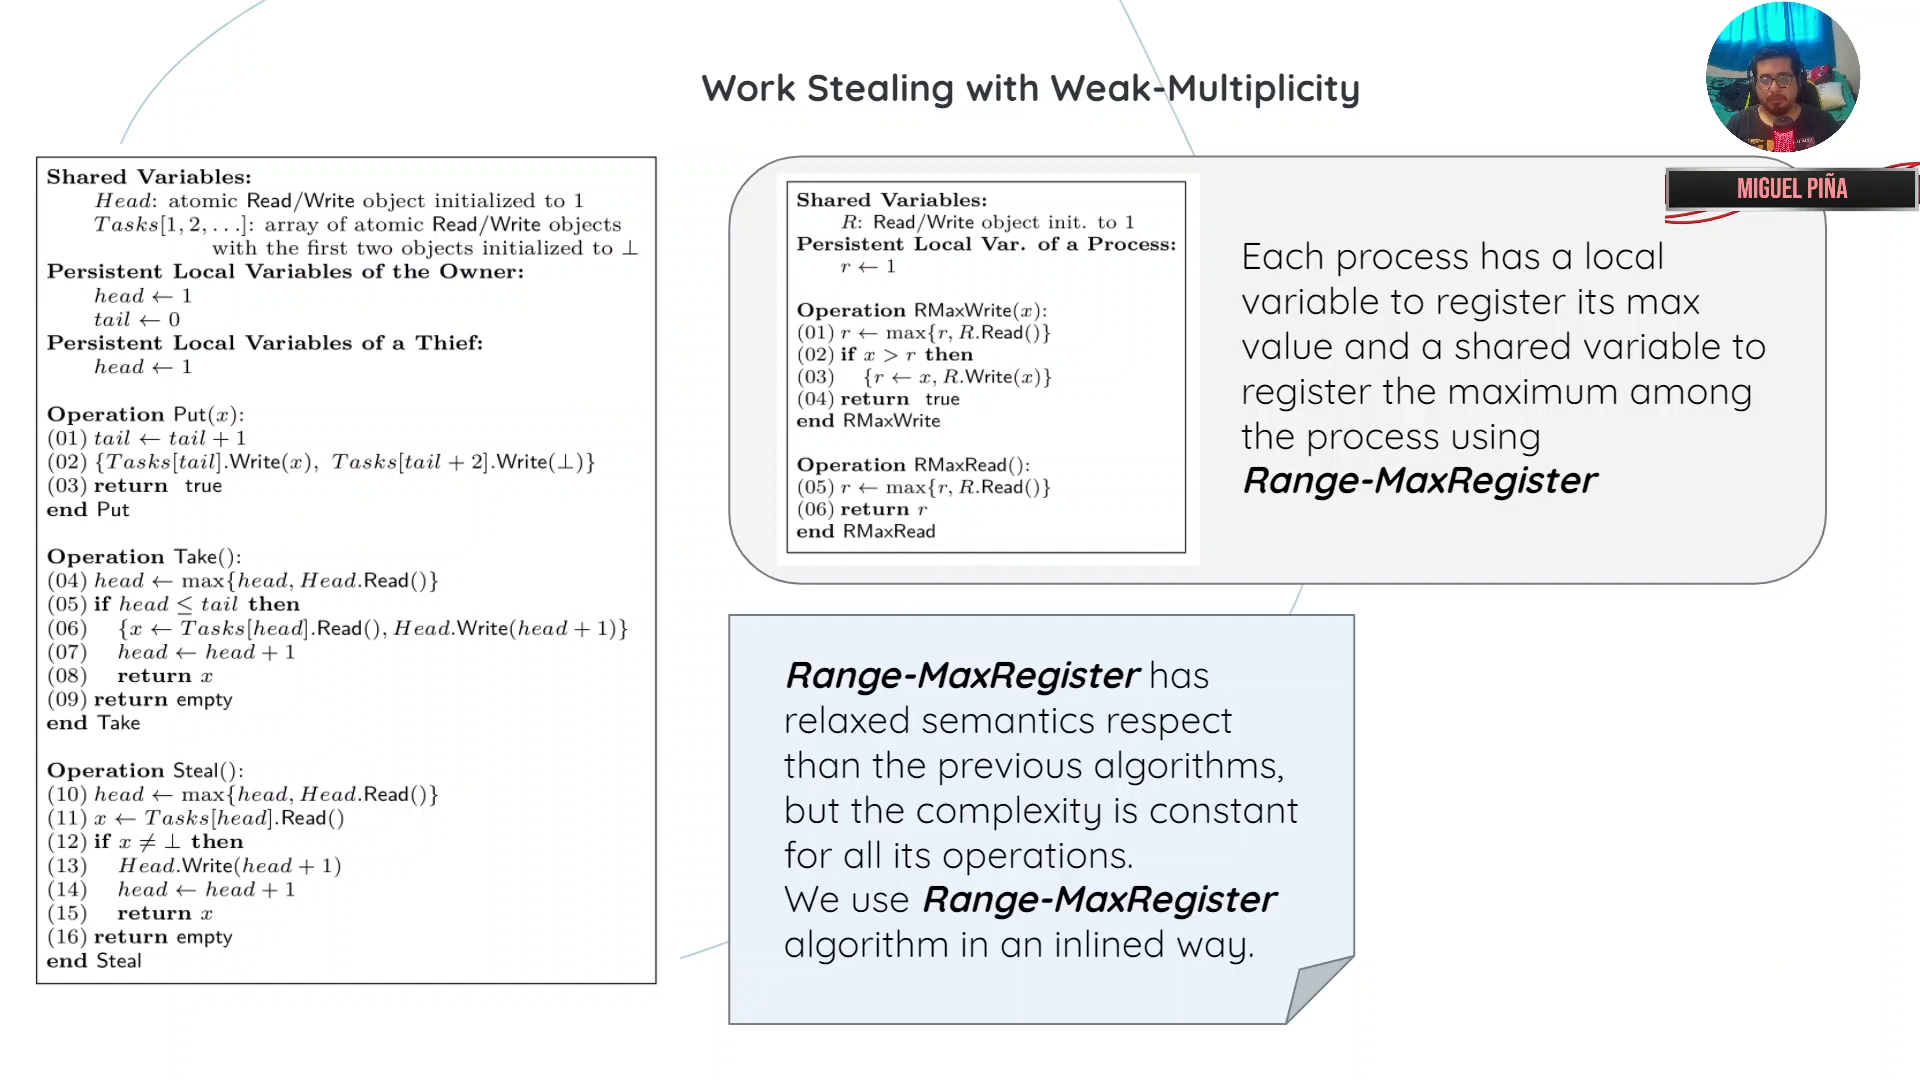 Work Stealing with Weak-Multiplicity
MIGUEL PIÑA
Shared Variables:
Head: atomic Read/Write object initialized to 1
Tasks[1, 2, ...]: array of atomic Read/Write objects
with the first two objects initialized to ⊥
Persistent Local Variables of the Owner:
head ← 1
tail ← 0
Persistent Local Variables of a Thief:
head ← 1
Operation Put(x):
(01) tail ← tail + 1
(02) {Tasks[tail].Write(x), Tasks[tail + 2].Write(⊥)}
(03) return true
end Put
Operation Take():
(04) head ← max{head, Head.Read()}
(05) if head ≤ tail then
(06) {x ← Tasks[head].Read(), Head.Write(head + 1)}
(07) head ← head + 1
(08) return x
(09) return empty
end Take
Operation Steal():
(10) head ← max{head, Head.Read()}
(11) x ← Tasks[head].Read()
(12) if x ≠ ⊥ then
(13) Head.Write(head + 1)
(14) head ← head + 1
(15) return x
(16) return empty
end Steal
Shared Variables:
R: Read/Write object init. to 1
Persistent Local Var. of a Process:
r ← 1
Operation RMaxWrite(x):
(01) r ← max{r, R.Read()}
(02) if x > r then
(03) {r ← x, R.Write(x)}
(04) return true
end RMaxWrite
Operation RMaxRead():
(05) r ← max{r, R.Read()}
(06) return r
end RMaxRead
Each process has a local
variable to register its max
value and a shared variable to
register the maximum among
the process using
Range-MaxRegister
Range-MaxRegister has
relaxed semantics respect
than the previous algorithms,
but the complexity is constant
for all its operations.
We use Range-MaxRegister
algorithm in an inlined way.